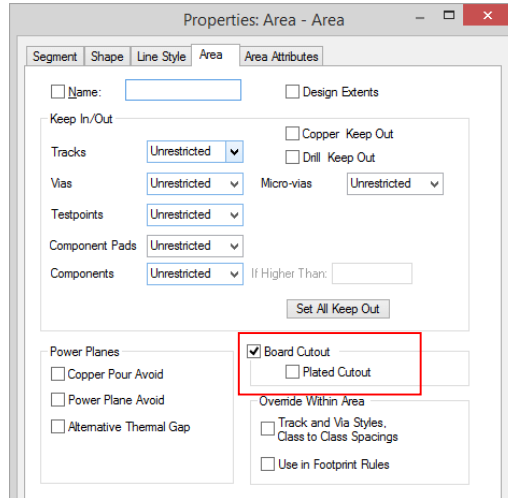 Properties: Area - Area
Segment Shape Line Style Area Area Attributes
Name: Design Extents
Keep In/Out
Copper Keep Out
Tracks Unrestricted Drill Keep Out
Vias Unrestricted Micro-vias Unrestricted
Testpoints Unrestricted
Component Pads Unrestricted
Components Unrestricted If Higher Than:
Set All Keep Out
Power Planes
Copper Pour Avoid
Power Plane Avoid
Alternative Thermal Gap
Board Cutout
Plated Cutout
Override Within Area
Track and Via Styles,
Class to Class Spacings
Use in Footprint Rules